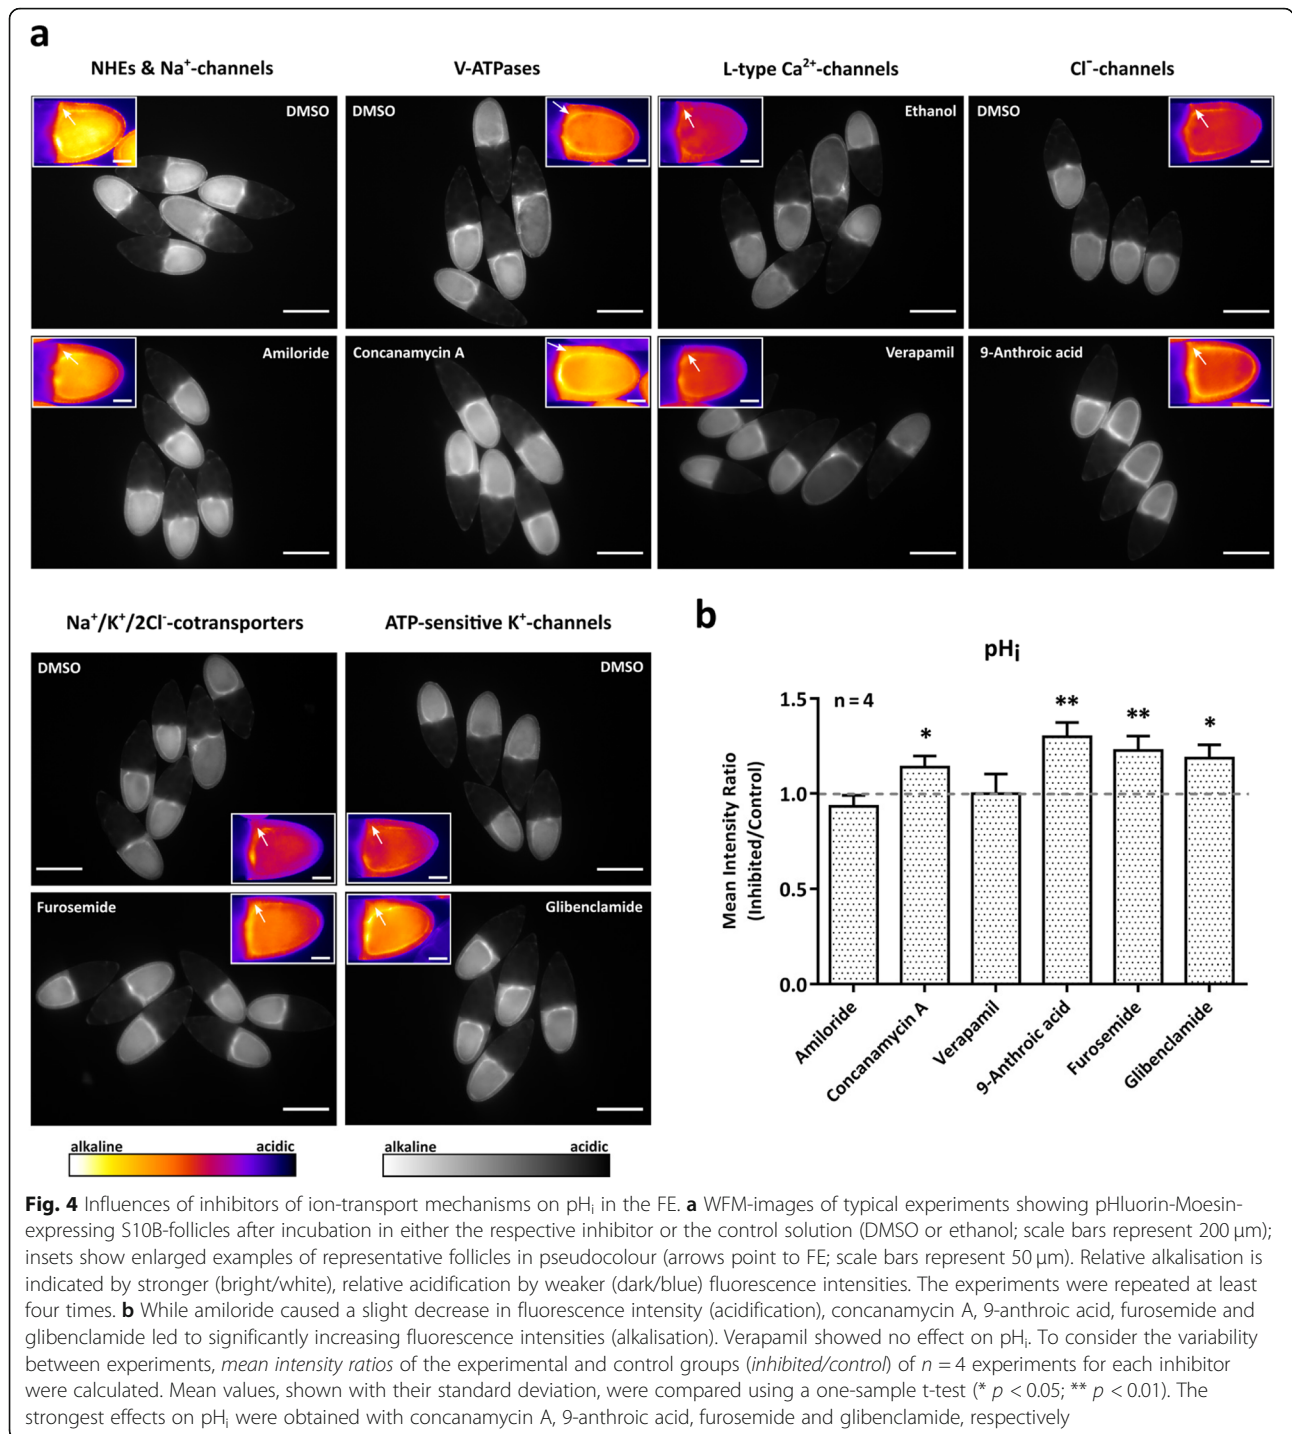 a
NHEs & Na⁺-channels
V-ATPases
L-type Ca²⁺-channels
Cl⁻-channels
DMSO
DMSO
Ethanol
DMSO
Amiloride
Concanamycin A
Verapamil
9-Anthroic acid
Na⁺/K⁺/2Cl⁻-cotransporters
ATP-sensitive K⁺-channels
DMSO
DMSO
Furosemide
Glibenclamide
alkaline acidic
alkaline acidic
b
pHᵢ
n = 4
Mean Intensity Ratio
(Inhibited/Control)
1.5
1.0
0.5
0.0
*
**
**
*
Amiloride
Concanamycin A
Verapamil
9-Anthroic acid
Furosemide
Glibenclamide
Fig. 4 Influences of inhibitors of ion-transport mechanisms on pHᵢ in the FE. a WFM-images of typical experiments showing pHluorin-Moesin-
expressing S10B-follicles after incubation in either the respective inhibitor or the control solution (DMSO or ethanol; scale bars represent 200 μm);
insets show enlarged examples of representative follicles in pseudocolour (arrows point to FE; scale bars represent 50 μm). Relative alkalisation is
indicated by stronger (bright/white), relative acidification by weaker (dark/blue) fluorescence intensities. The experiments were repeated at least
four times. b While amiloride caused a slight decrease in fluorescence intensity (acidification), concanamycin A, 9-anthroic acid, furosemide and
glibenclamide led to significantly increasing fluorescence intensities (alkalisation). Verapamil showed no effect on pHᵢ. To consider the variability
between experiments, mean intensity ratios of the experimental and control groups (inhibited/control) of n = 4 experiments for each inhibitor
were calculated. Mean values, shown with their standard deviation, were compared using a one-sample t-test (* p < 0.05; ** p < 0.01). The
strongest effects on pHᵢ were obtained with concanamycin A, 9-anthroic acid, furosemide and glibenclamide, respectively